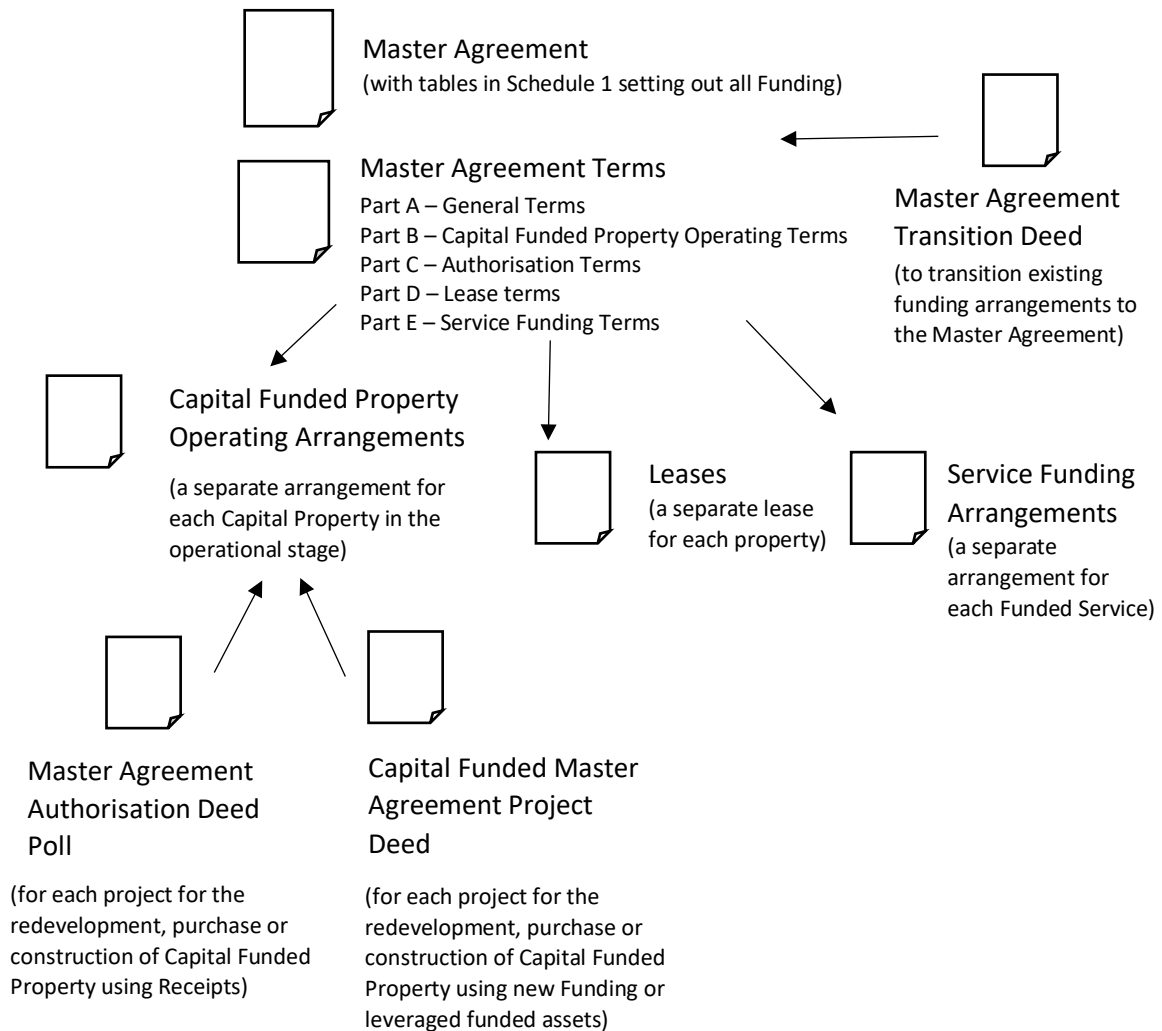 Master Agreement
(with tables in Schedule 1 setting out all Funding)
Master Agreement Terms
Part A – General Terms
Part B – Capital Funded Property Operating Terms
Part C – Authorisation Terms
Part D – Lease terms
Part E – Service Funding Terms
Master Agreement
Transition Deed
(to transition existing
funding arrangements to
the Master Agreement)
Capital Funded Property
Operating Arrangements
(a separate arrangement for
each Capital Property in the
operational stage)
Leases
(a separate lease
for each property)
Service Funding
Arrangements
(a separate
arrangement for
each Funded Service)
Master Agreement
Authorisation Deed
Poll
(for each project for the
redevelopment, purchase or
construction of Capital Funded
Property using Receipts)
Capital Funded Master
Agreement Project
Deed
(for each project for the
redevelopment, purchase or
construction of Capital Funded
Property using new Funding or
leveraged funded assets)